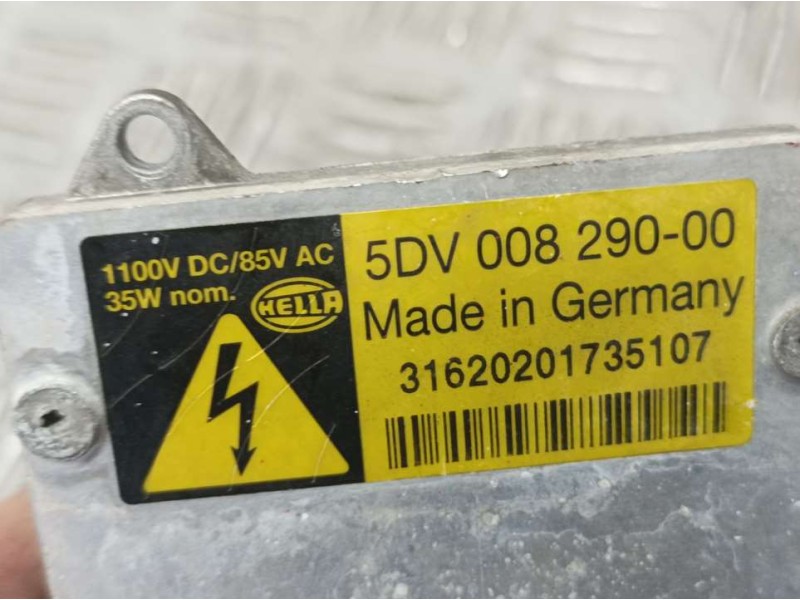 1100V DC/85V AC
35W nom.
HELLA
5DV 008 290-00
Made in Germany
31620201735107